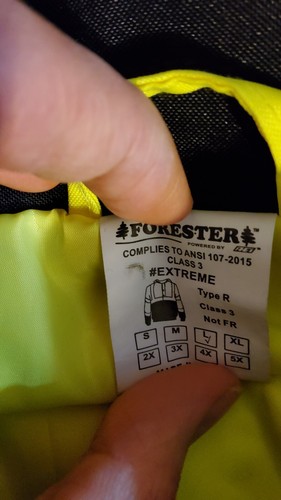 FORESTER™
POWERED BY
COMPLIES TO ANSI 107-2015
CLASS 3
#EXTREME
Type R
Class 3
Not FR
S M L XL
2X 3X 4X 5X